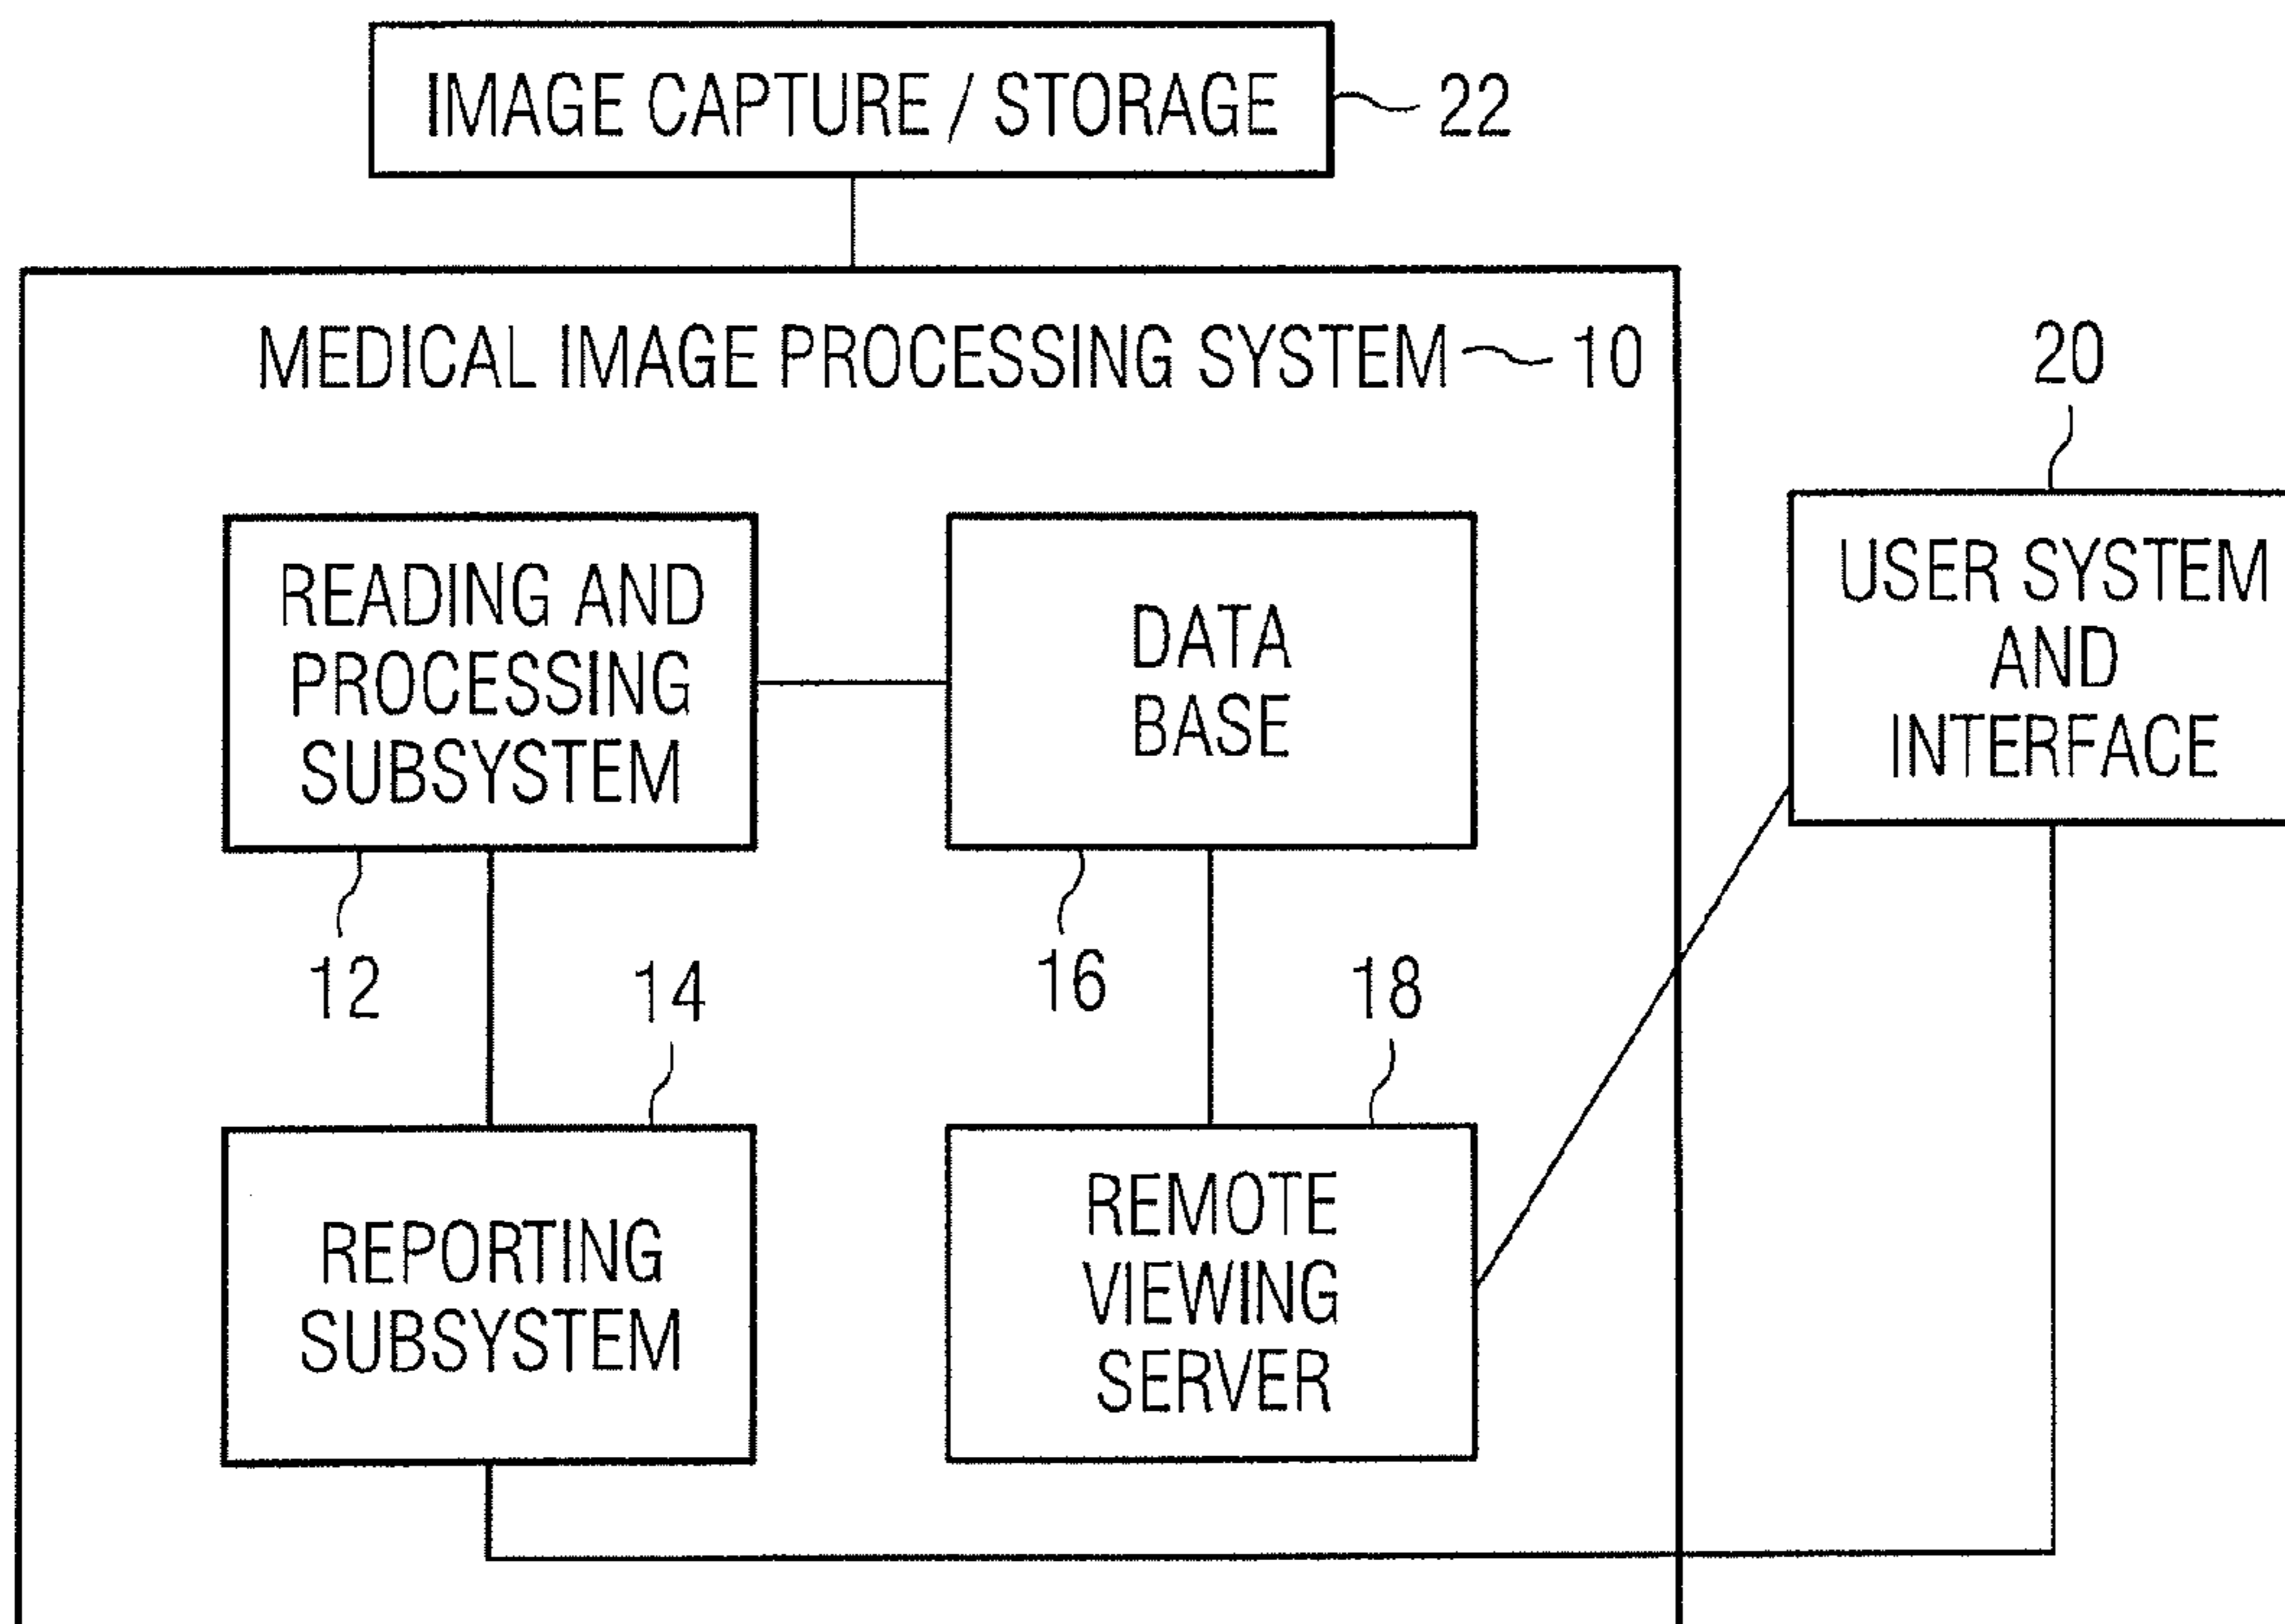 IMAGE CAPTURE / STORAGE
22
MEDICAL IMAGE PROCESSING SYSTEM
10
20
READING AND
PROCESSING
SUBSYSTEM
DATA
BASE
USER SYSTEM
AND
INTERFACE
12
14
16
18
REPORTING
SUBSYSTEM
REMOTE
VIEWING
SERVER